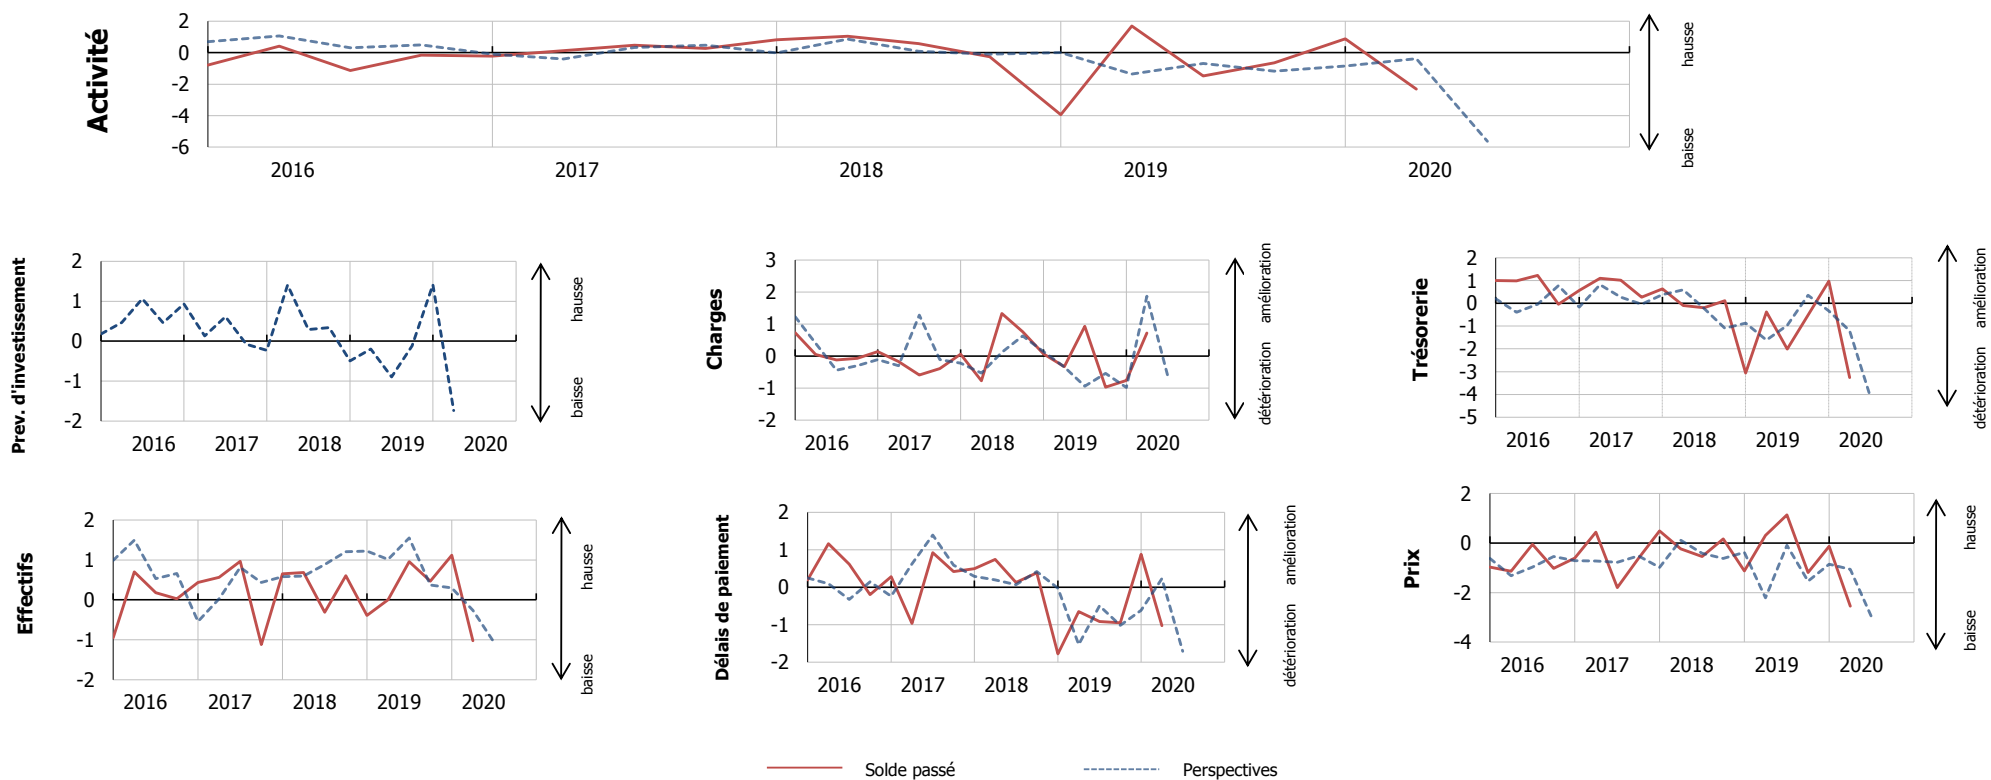 Activité
2
0
-2
-4
-6
2016 2017 2018 2019 2020
hausse
baisse
Prev. d'investissement
2
1
0
-1
-2
2016 2017 2018 2019 2020
hausse
baisse
Charges
3
2
1
0
-1
-2
2016 2017 2018 2019 2020
amélioration
détérioration
Trésorerie
2
1
0
-1
-2
-3
-4
-5
2016 2017 2018 2019 2020
amélioration
détérioration
Effectifs
2
1
0
-1
-2
2016 2017 2018 2019 2020
hausse
baisse
Délais de paiement
2
1
0
-1
-2
2016 2017 2018 2019 2020
amélioration
détérioration
Prix
2
0
-2
-4
2016 2017 2018 2019 2020
hausse
baisse
Solde passé Perspectives